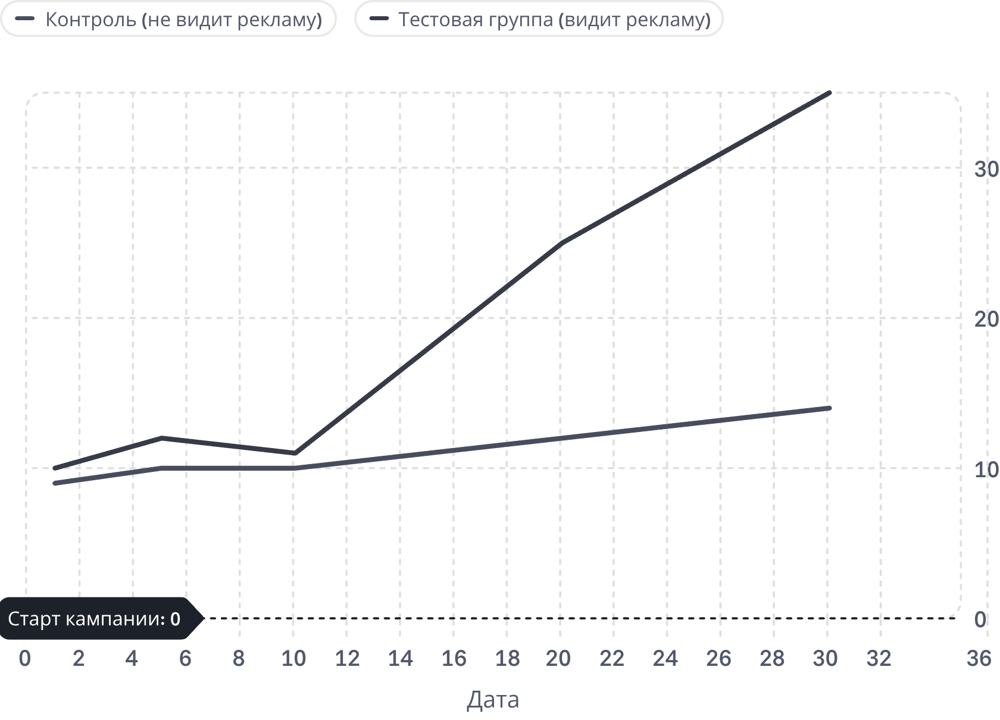 Контроль (не видит рекламу)
Тестовая группа (видит рекламу)
30
20
10
Старт кампании: 0
0
0 2 4 6 8 10 12 14 16 18 20 22 24 26 28 30 32 36
Дата